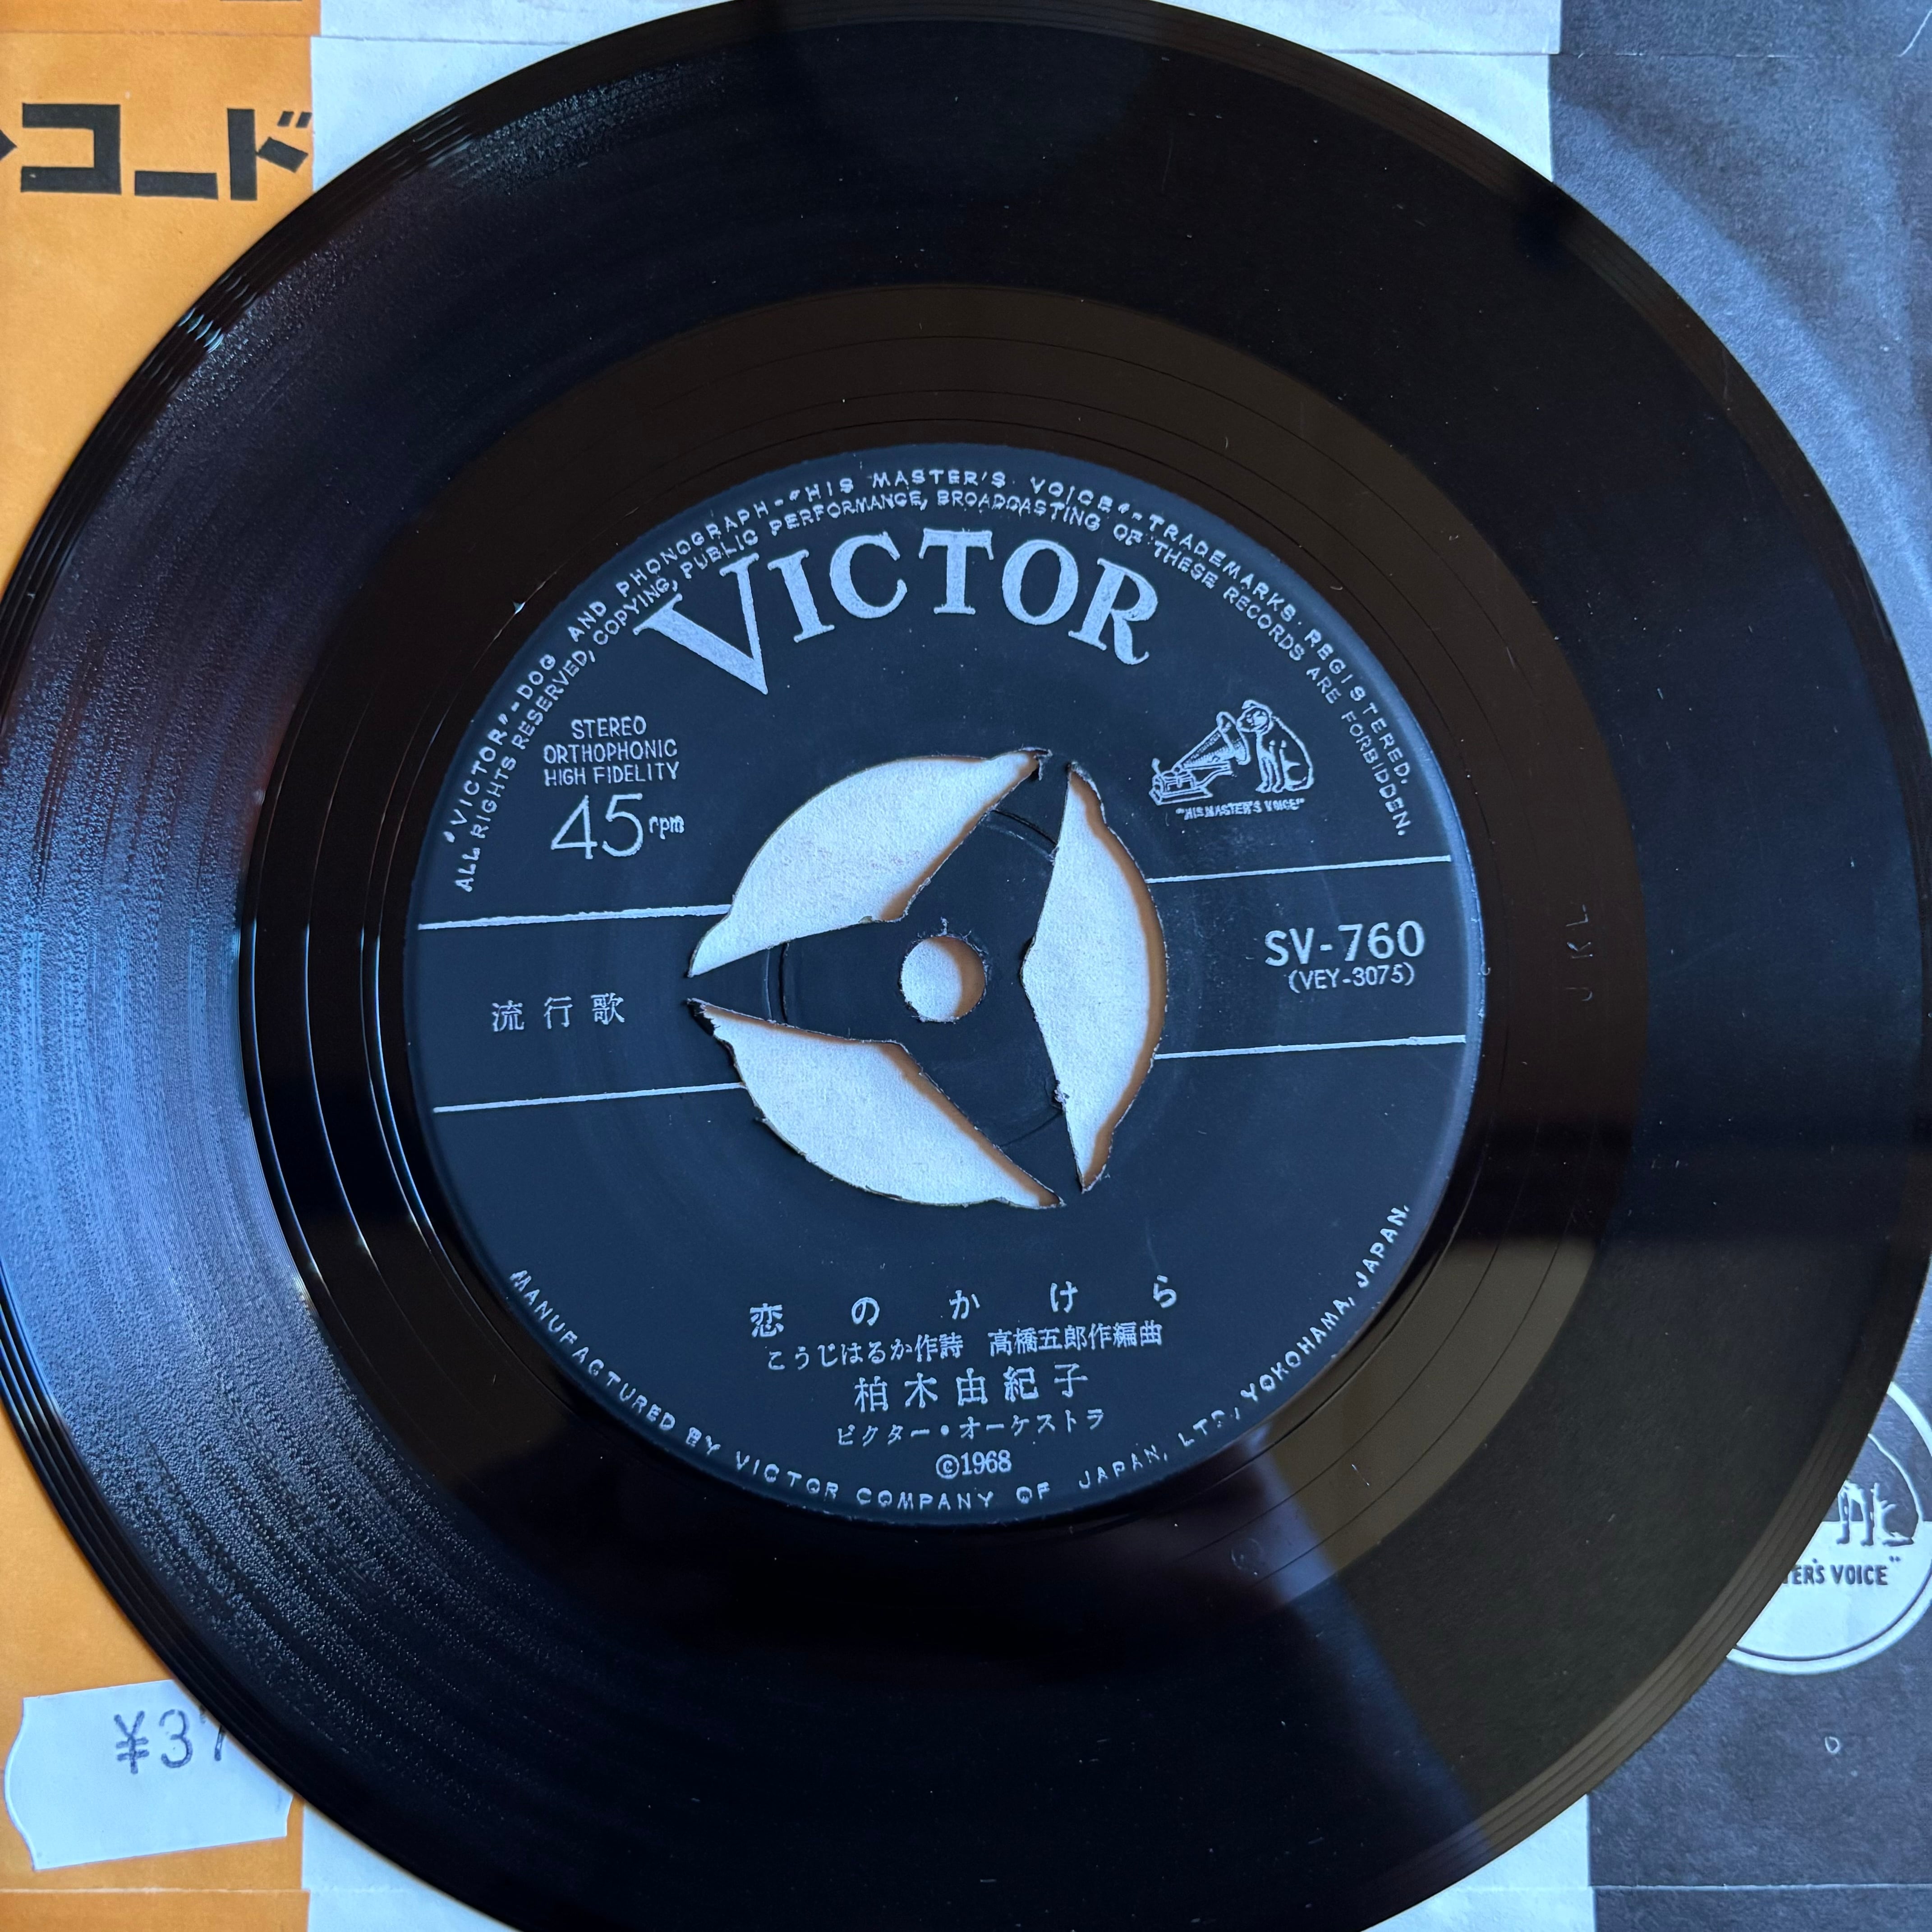 コード
"VICTOR"-DOG AND PHONOGRAPH-"HIS MASTER'S VOICE"-TRADEMARKS REGISTERED.
ALL RIGHTS RESERVED, COPYING, PUBLIC PERFORMANCE, BROADCASTING OF THESE RECORDS ARE FORBIDDEN.
VICTOR
STEREO
ORTHOPHONIC
HIGH FIDELITY
45rpm
"HIS MASTER'S VOICE"
SV-760
(VEY-3075)
流行歌
JKL
恋のかけら
こうじはるか作詩 高橋五郎作編曲
柏木由紀子
ビクター・オーケストラ
©1968
MANUFACTURED BY VICTOR COMPANY OF JAPAN, LTD., YOKOHAMA, JAPAN.
TER'S VOICE"
¥37